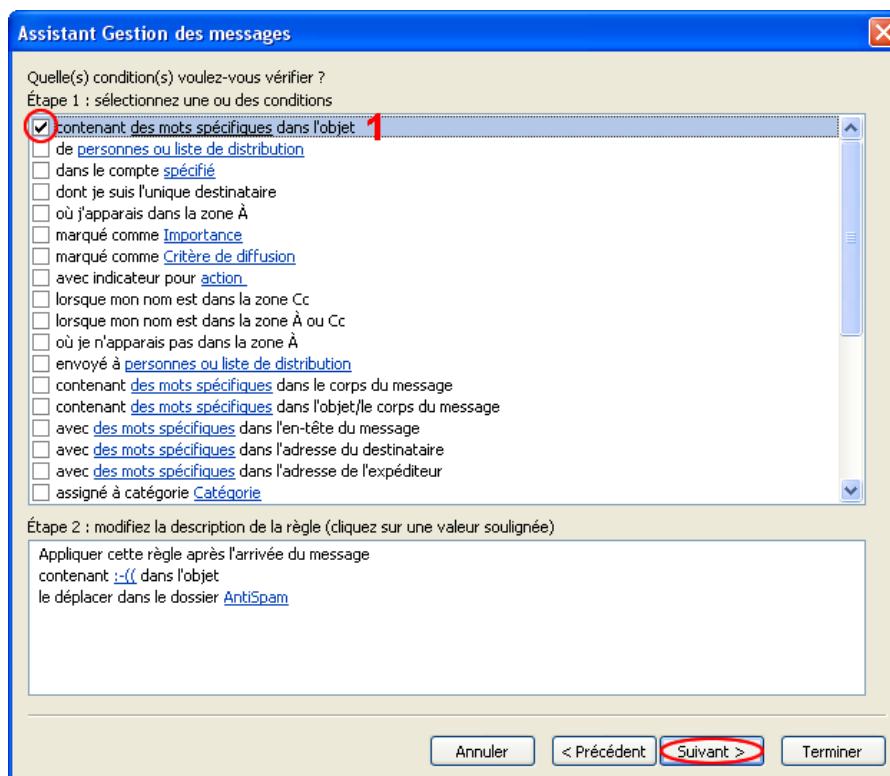 Assistant Gestion des messages
Quelle(s) condition(s) voulez-vous vérifier ?
Étape 1 : sélectionnez une ou des conditions
contenant des mots spécifiques dans l'objet 1
de personnes ou liste de distribution
dans le compte spécifié
dont je suis l'unique destinataire
où j'apparais dans la zone À
marqué comme Importance
marqué comme Critère de diffusion
avec indicateur pour action
lorsque mon nom est dans la zone Cc
lorsque mon nom est dans la zone À ou Cc
où je n'apparais pas dans la zone À
envoyé à personnes ou liste de distribution
contenant des mots spécifiques dans le corps du message
contenant des mots spécifiques dans l'objet/le corps du message
avec des mots spécifiques dans l'en-tête du message
avec des mots spécifiques dans l'adresse du destinataire
avec des mots spécifiques dans l'adresse de l'expéditeur
assigné à catégorie Catégorie
Étape 2 : modifiez la description de la règle (cliquez sur une valeur soulignée)
Appliquer cette règle après l'arrivée du message
contenant :-(( dans l'objet
le déplacer dans le dossier AntiSpam
Annuler < Précédent Suivant > Terminer